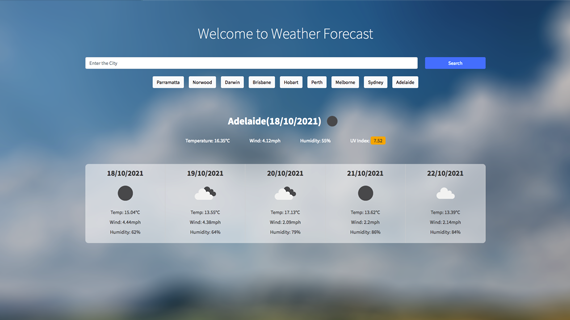 Welcome to Weather Forecast
Enter the City Search
Parramatta Norwood Darwin Brisbane Hobart Perth Melborne Sydney Adelaide
Adelaide(18/10/2021)
Temperature: 16.35°C Wind: 4.12mph Humidity: 55% UV Index: 7.52
18/10/2021 19/10/2021 20/10/2021 21/10/2021 22/10/2021
Temp: 15.04°C Temp: 13.55°C Temp: 17.13°C Temp: 13.62°C Temp: 13.39°C
Wind: 4.44mph Wind: 4.38mph Wind: 2.09mph Wind: 2.2mph Wind: 2.14mph
Humidity: 62% Humidity: 64% Humidity: 79% Humidity: 86% Humidity: 84%